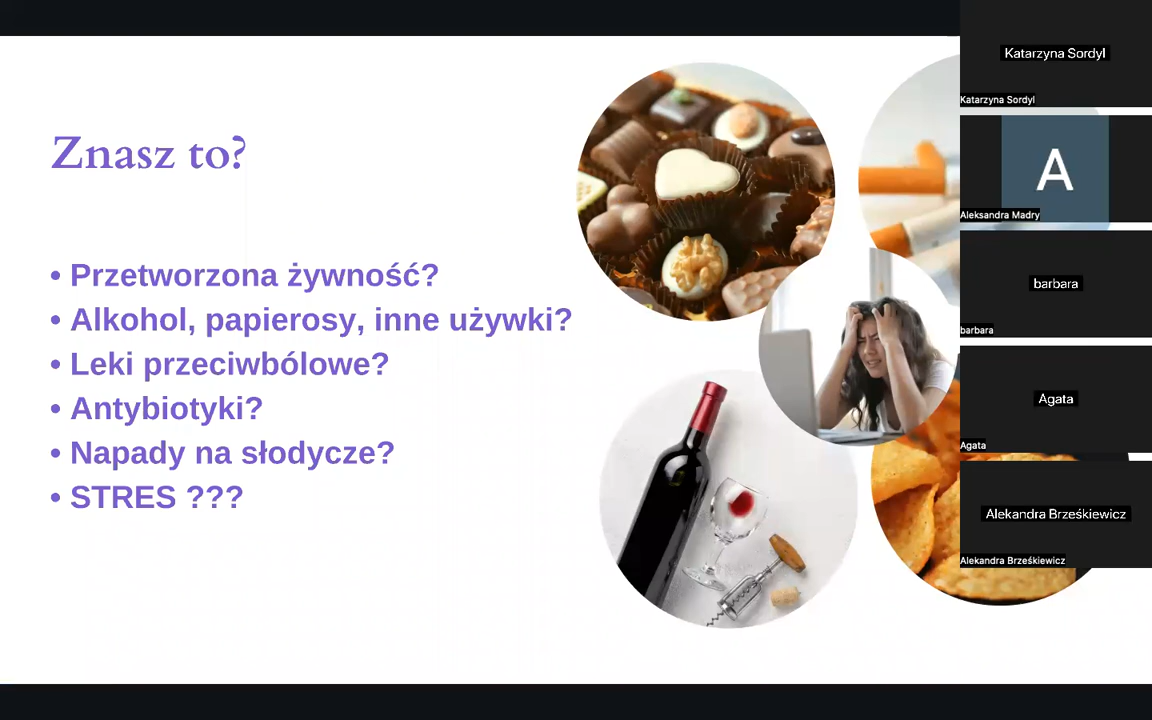 Znasz to?
• Przetworzona żywność?
• Alkohol, papierosy, inne używki?
• Leki przeciwbólowe?
• Antybiotyki?
• Napady na słodycze?
• STRES ???
Katarzyna Sordyl
Katarzyna Sordyl
A
Aleksandra Madry
barbara
barbara
Agata
Agata
Alekandra Brześkiewicz
Alekandra Brześkiewicz